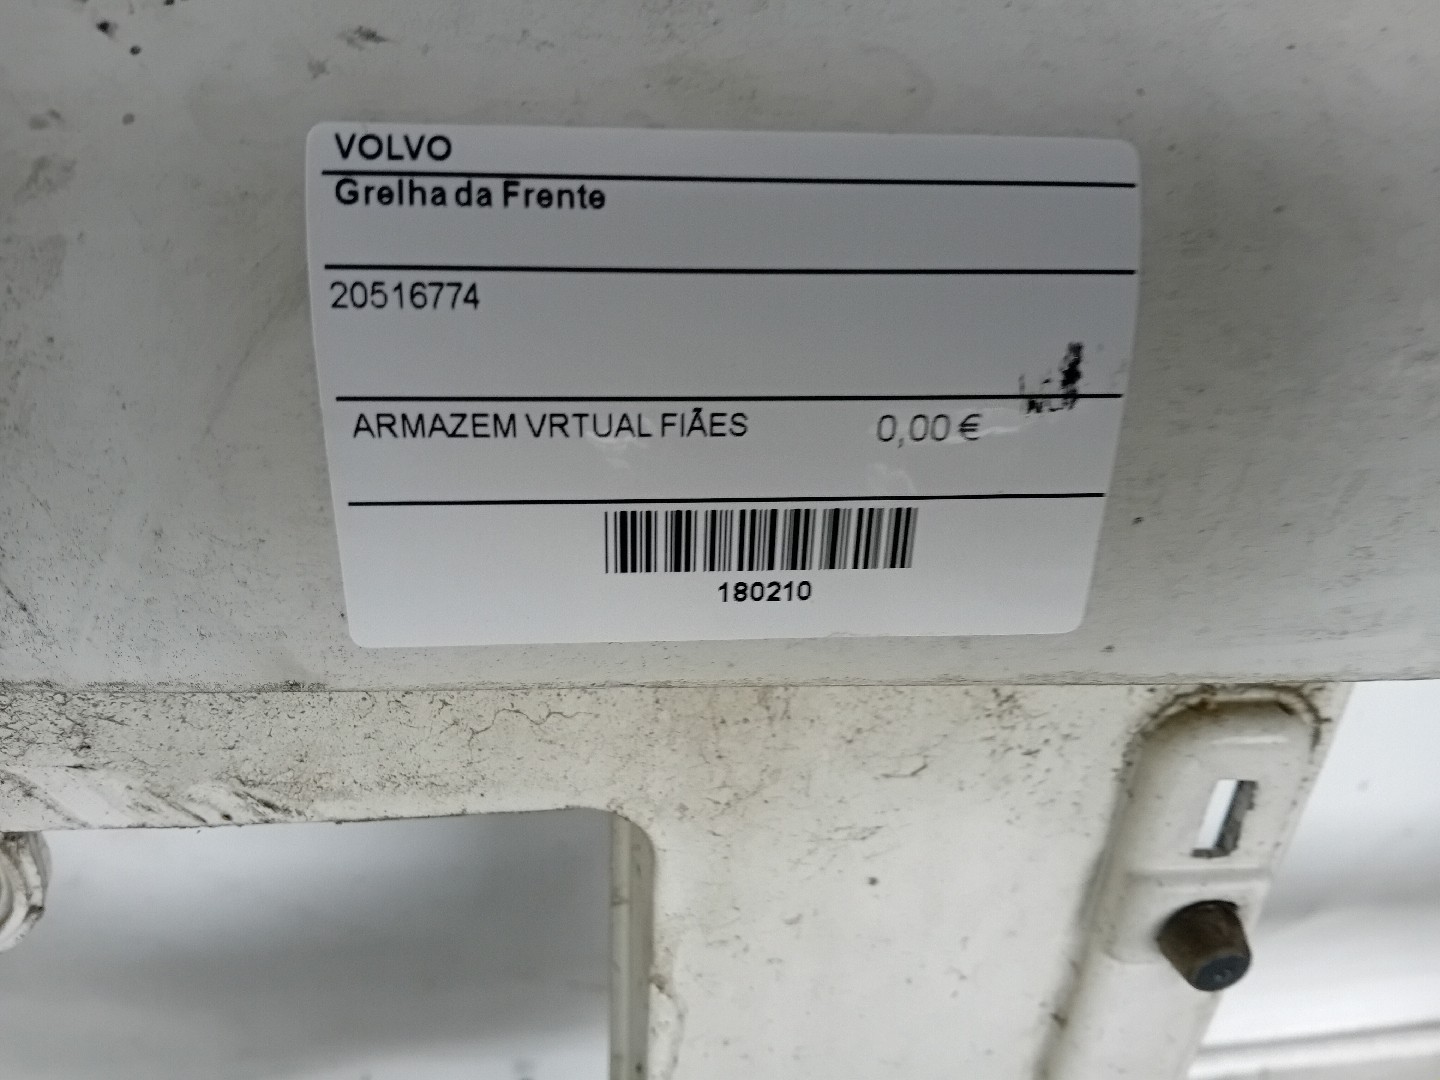 VOLVO
Grelha da Frente
20516774
ARMAZEM VRTUAL FIÃES 0,00 €
180210